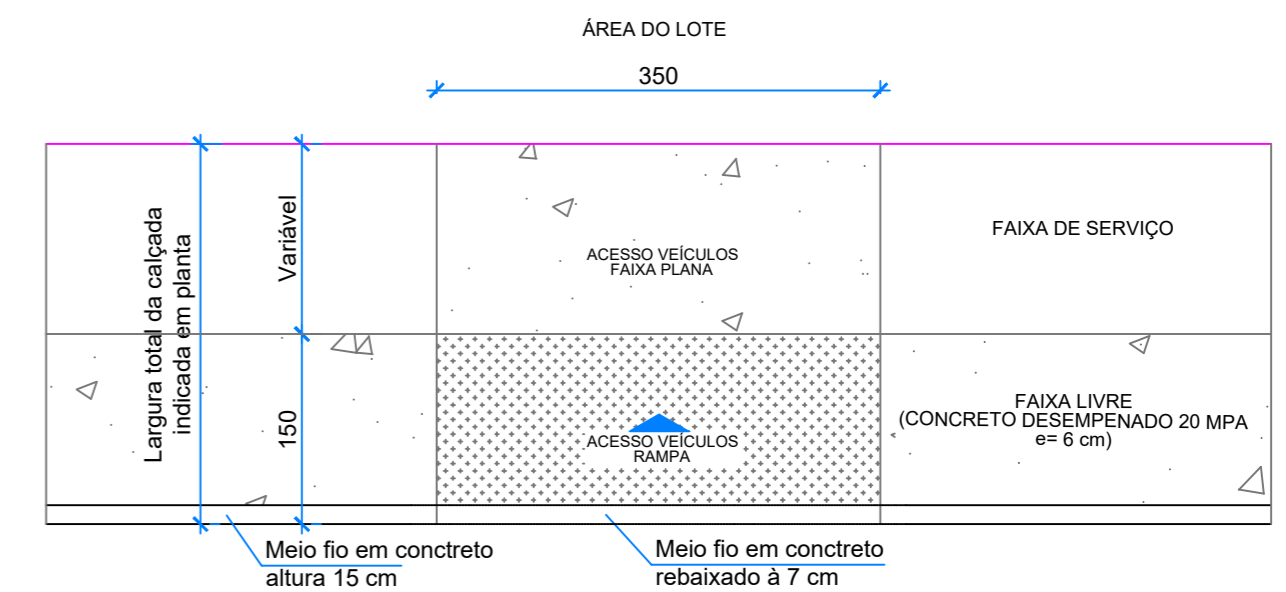 ÁREA DO LOTE
350
Largura total da calçada
indicada em planta
Variável
150
ACESSO VEÍCULOS
FAIXA PLANA
FAIXA DE SERVIÇO
ACESSO VEÍCULOS
RAMPA
FAIXA LIVRE
(CONCRETO DESEMPENADO 20 MPA
e= 6 cm)
Meio fio em conctreto
altura 15 cm
Meio fio em conctreto
rebaixado à 7 cm